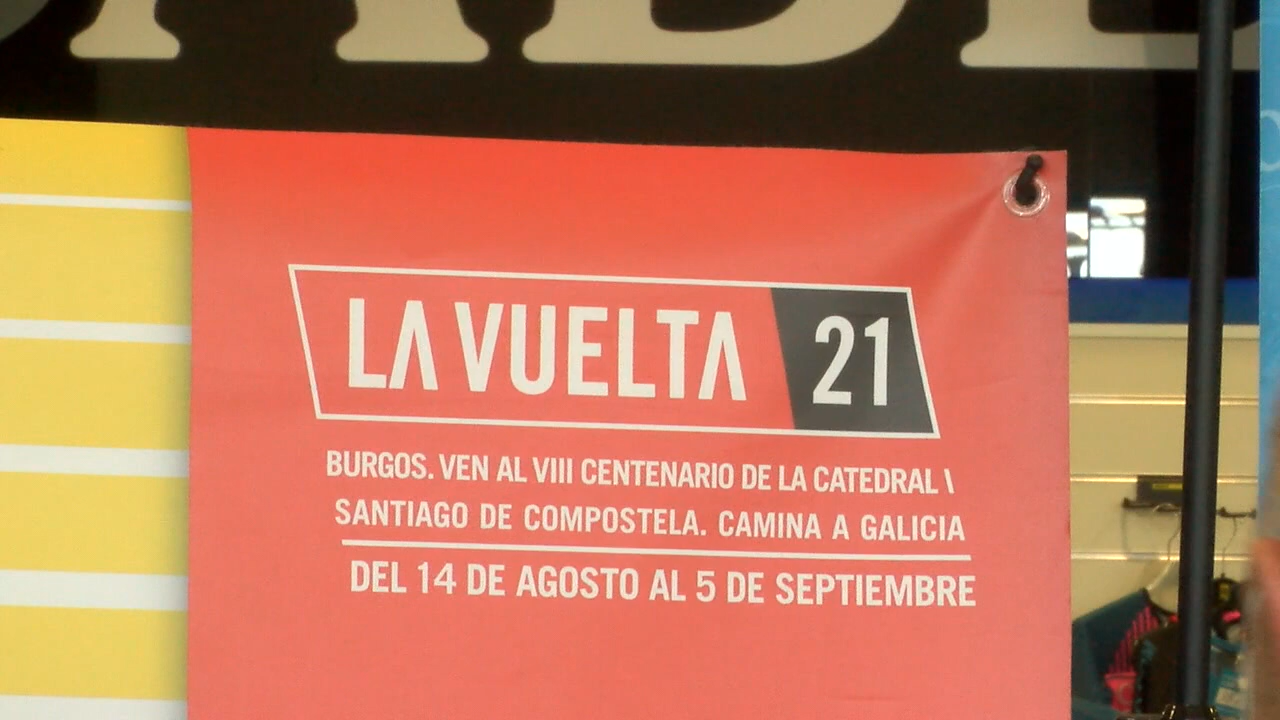 LA VUELTA 21
BURGOS. VEN AL VIII CENTENARIO DE LA CATEDRAL \
SANTIAGO DE COMPOSTELA. CAMINA A GALICIA
DEL 14 DE AGOSTO AL 5 DE SEPTIEMBRE